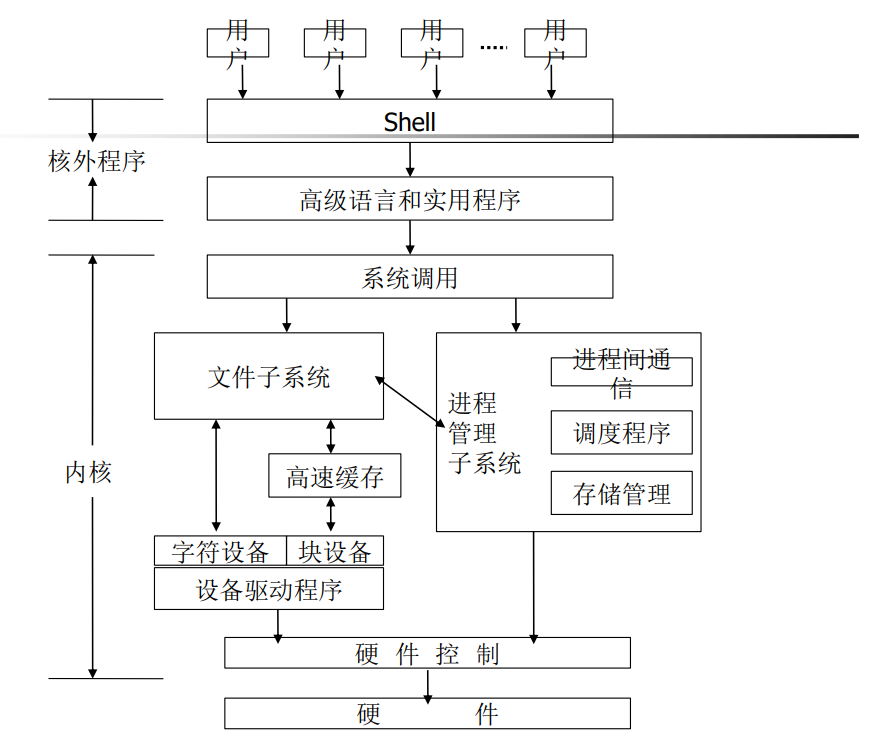 用户 用户 用户 ····· 用户
Shell
核外程序
高级语言和实用程序
系统调用
文件子系统
进程间通
信
进程
管理
子系统
调度程序
内核
高速缓存
存储管理
字符设备 块设备
设备驱动程序
硬 件 控 制
硬 件